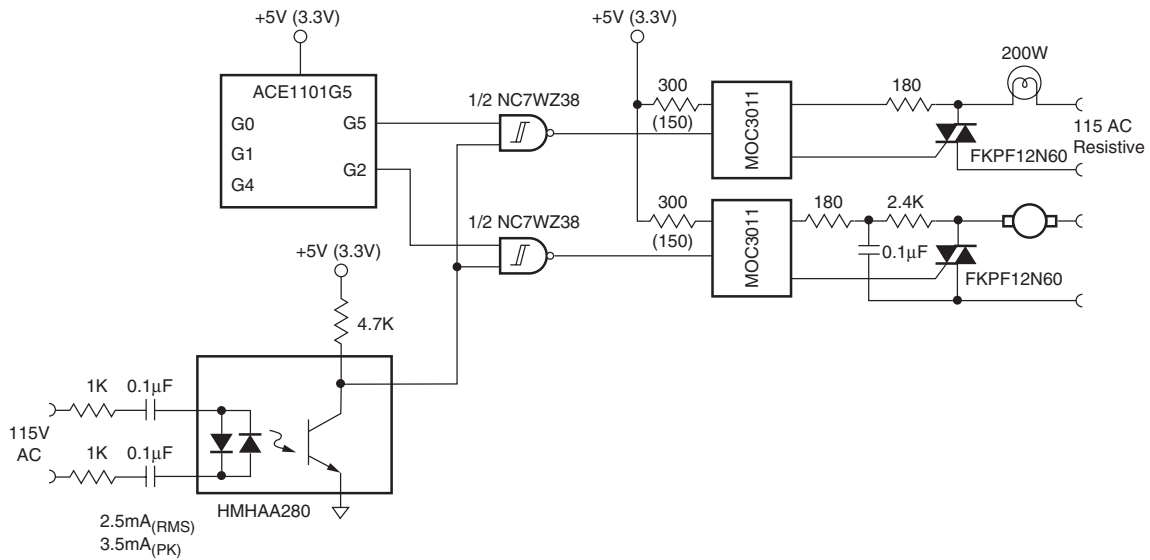 +5V (3.3V)
ACE1101G5
G0
G1
G4
G5
G2
1/2 NC7WZ38
1/2 NC7WZ38
+5V (3.3V)
300
(150)
MOC3011
180
200W
115 AC
Resistive
FKPF12N60
300
(150)
MOC3011
180
2.4K
0.1μF
FKPF12N60
+5V (3.3V)
4.7K
1K
0.1μF
115V
AC
1K
0.1μF
HMHAA280
2.5mA(RMS)
3.5mA(PK)